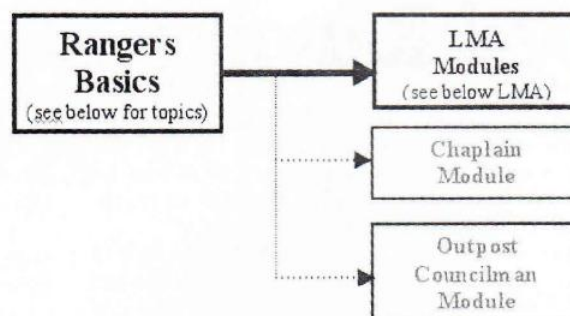 Rangers
Basics
(see below for topics)
LMA
Modules
(see below LMA)
Chaplain
Module
Outpost
Councilman
Module